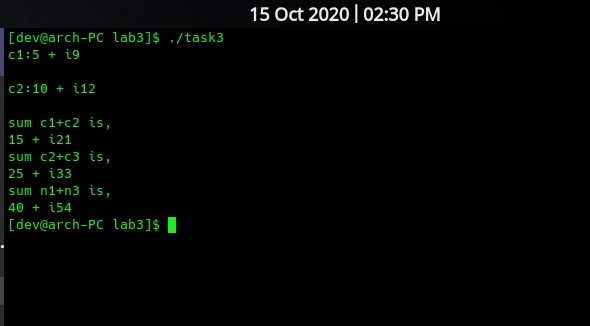 15 Oct 2020 | 02:30 PM
[dev@arch-PC lab3]$ ./task3
c1:5 + i9
c2:10 + i12
sum c1+c2 is,
15 + i21
sum c2+c3 is,
25 + i33
sum n1+n3 is,
40 + i54
[dev@arch-PC lab3]$